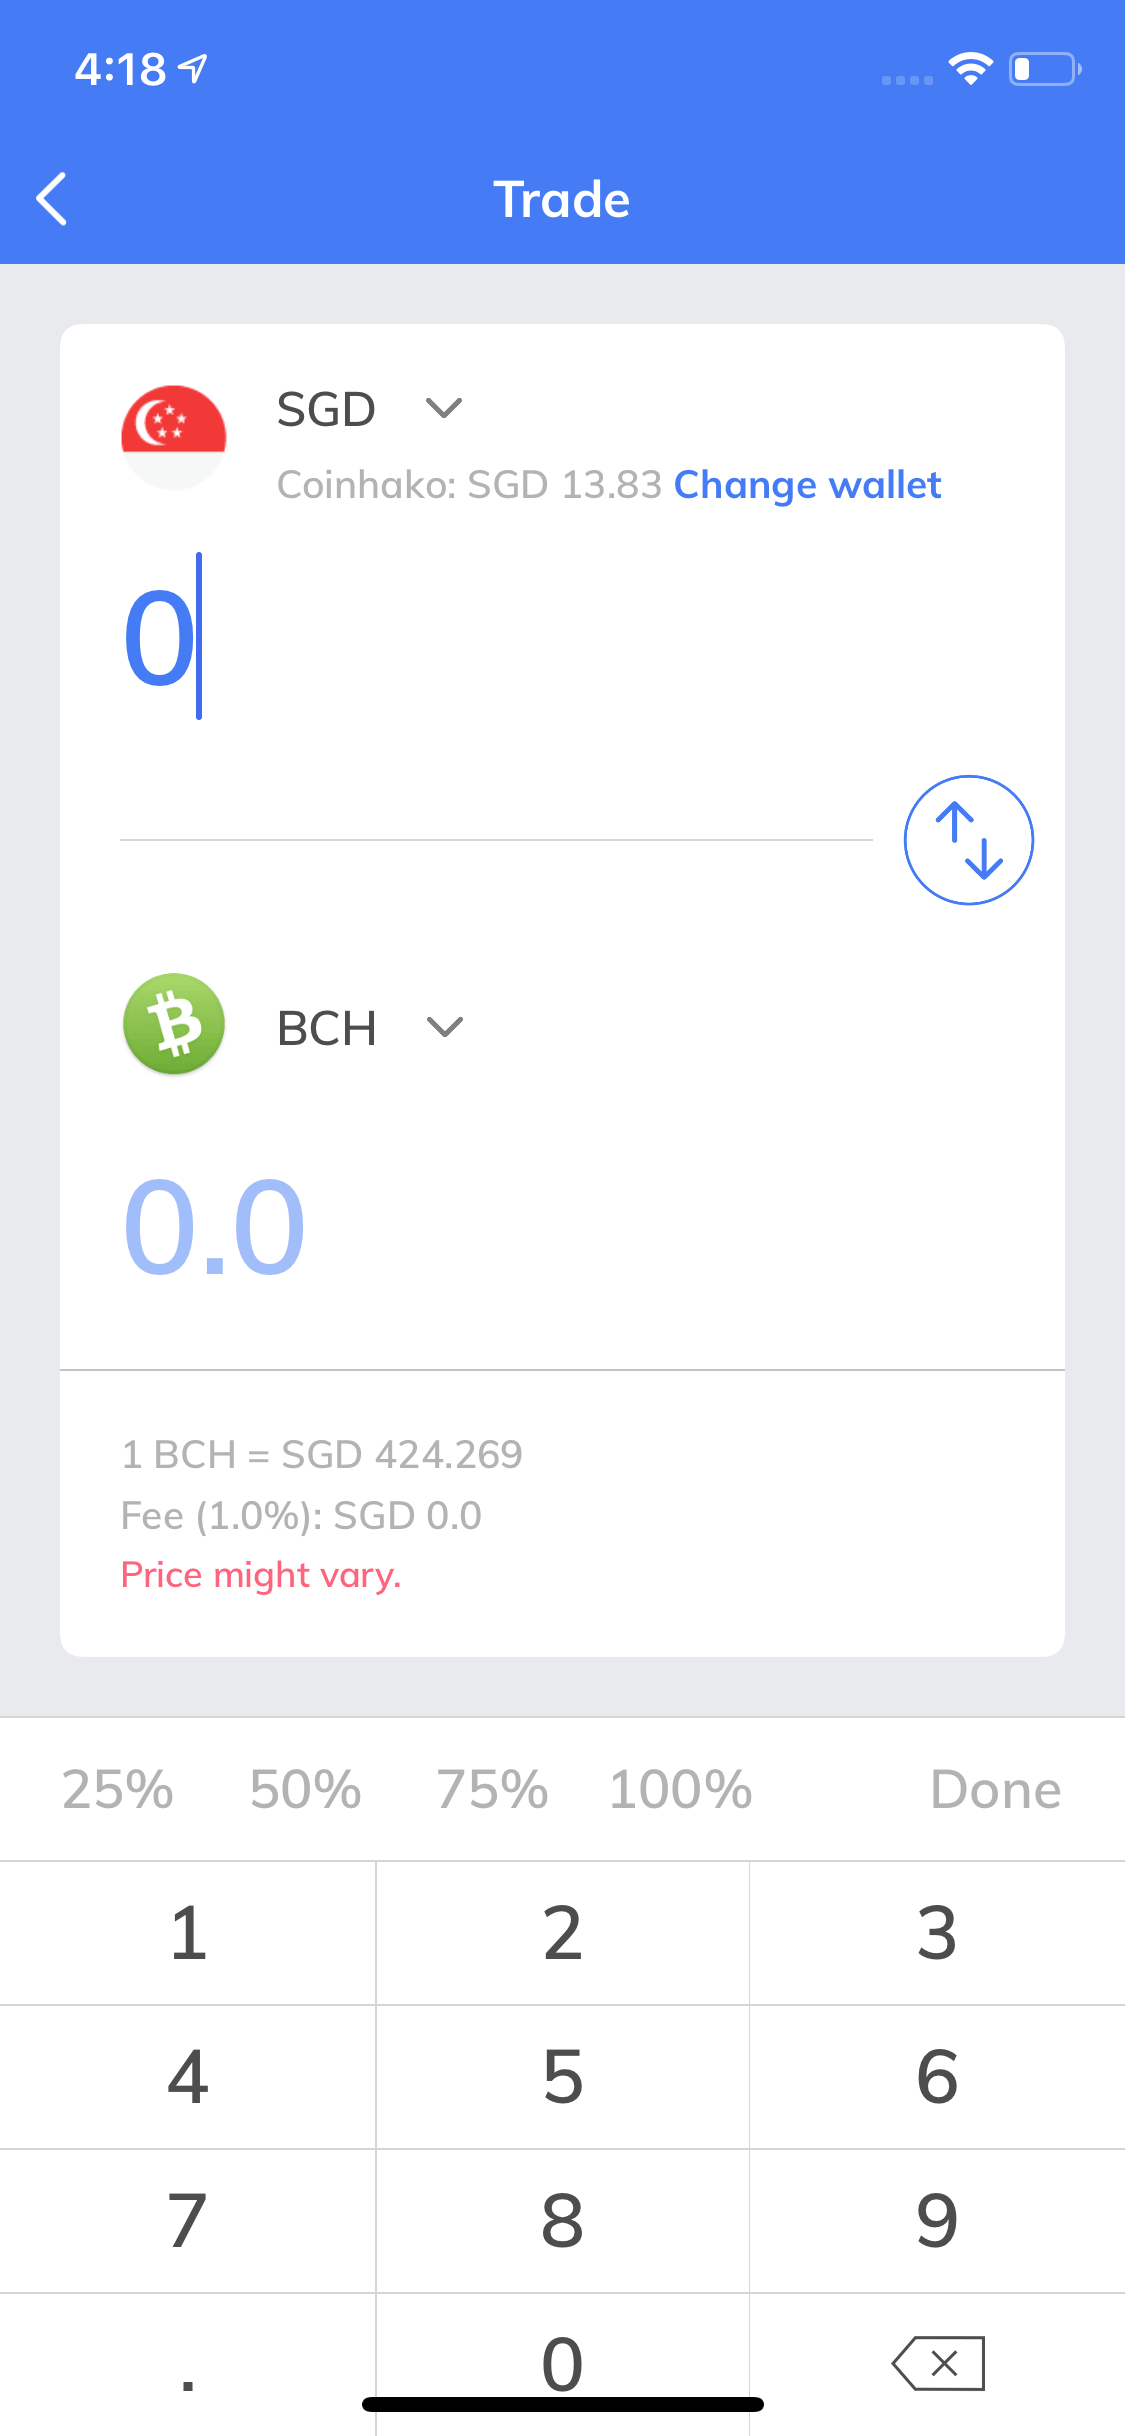 4:18
Trade
SGD
Coinhako: SGD 13.83 Change wallet
0
BCH
0.0
1 BCH = SGD 424.269
Fee (1.0%): SGD 0.0
Price might vary.
25% 50% 75% 100% Done
1 2 3
4 5 6
7 8 9
. 0